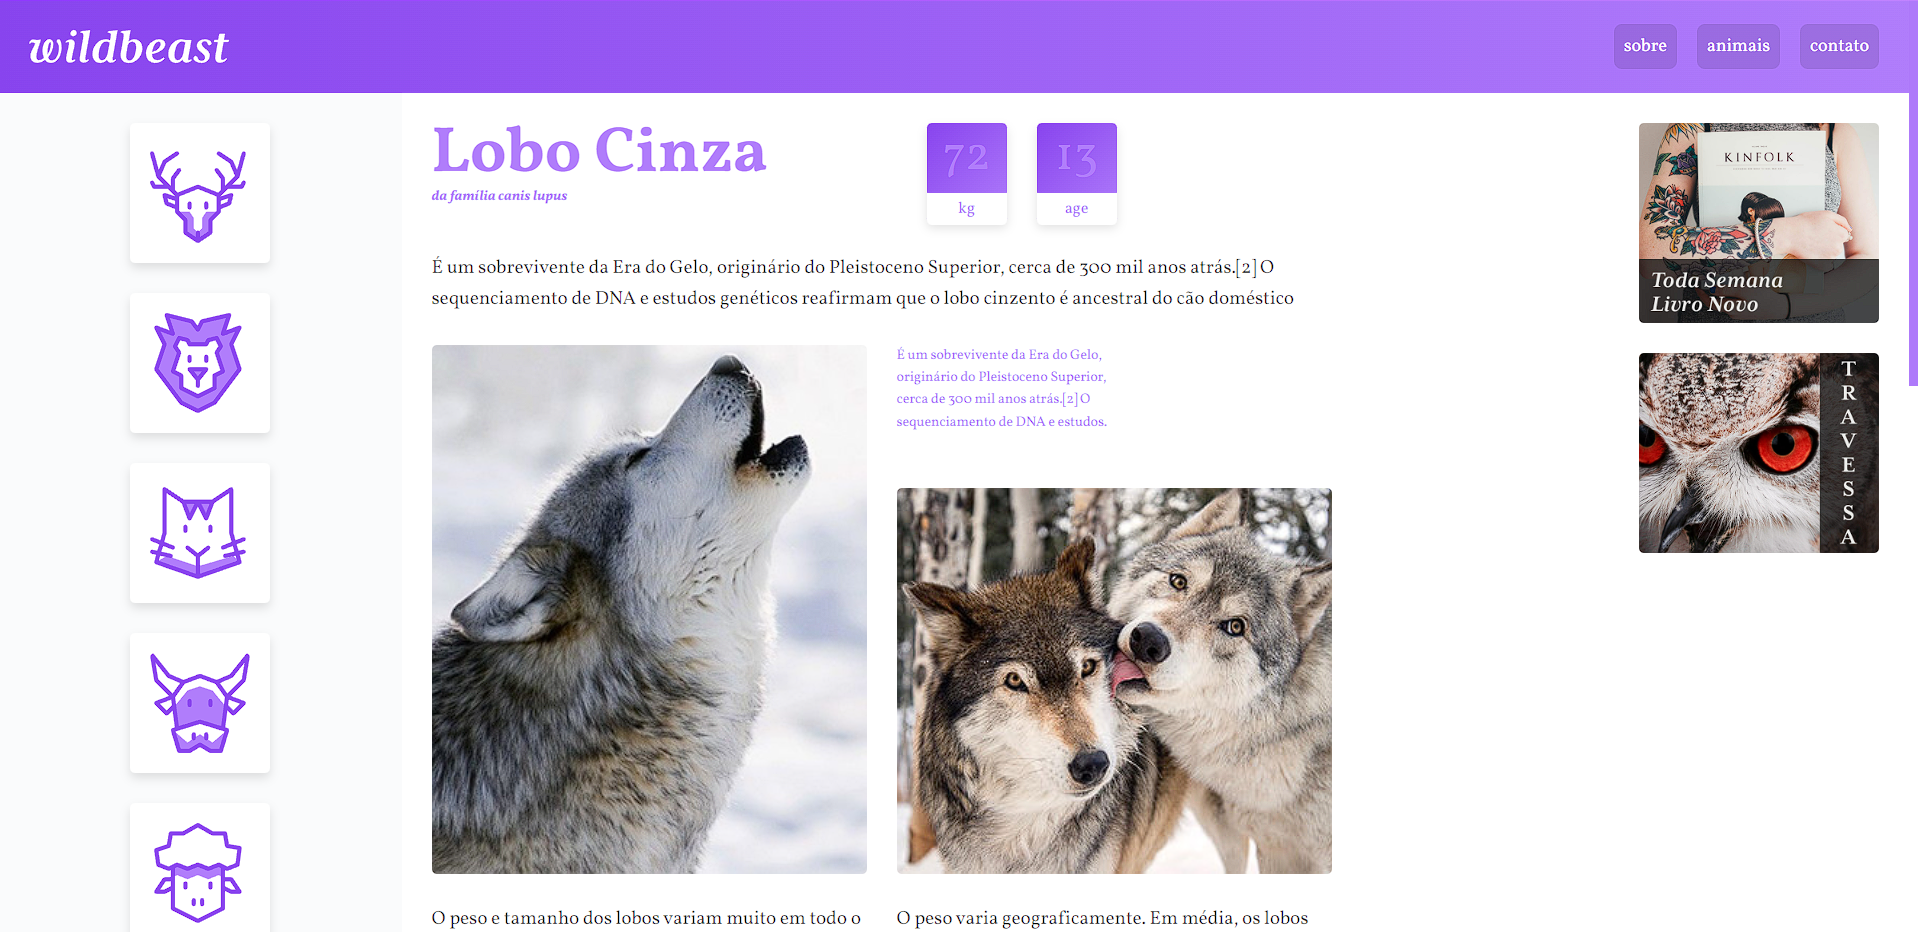 wildbeast
sobre
animais
contato
Lobo Cinza
da família canis lupus
72
kg
13
age
É um sobrevivente da Era do Gelo, originário do Pleistoceno Superior, cerca de 300 mil anos atrás.[2] O
sequenciamento de DNA e estudos genéticos reafirmam que o lobo cinzento é ancestral do cão doméstico
É um sobrevivente da Era do Gelo,
originário do Pleistoceno Superior,
cerca de 300 mil anos atrás.[2] O
sequenciamento de DNA e estudos.
O peso e tamanho dos lobos variam muito em todo o
O peso varia geograficamente. Em média, os lobos
KINFOLK
Toda Semana
Livro Novo
TRAVESSA